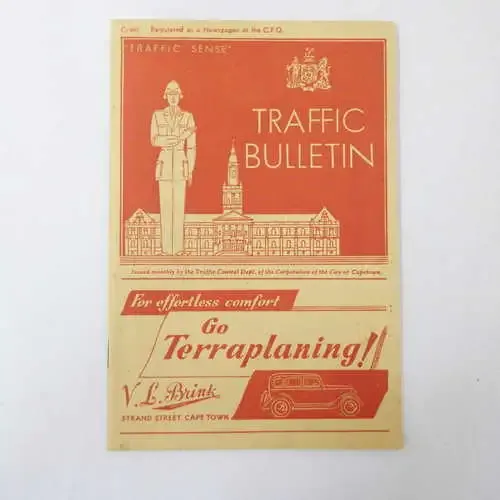 Registered as a Newspaper at the G.P.O.
"TRAFFIC SENSE"
TRAFFIC
BULLETIN
Issued monthly by the Traffic Control Dept. of the Corporation of the City of Capetown.
For effortless comfort
Go
Terraplaning!
V. L. Brink
STRAND STREET CAPE TOWN